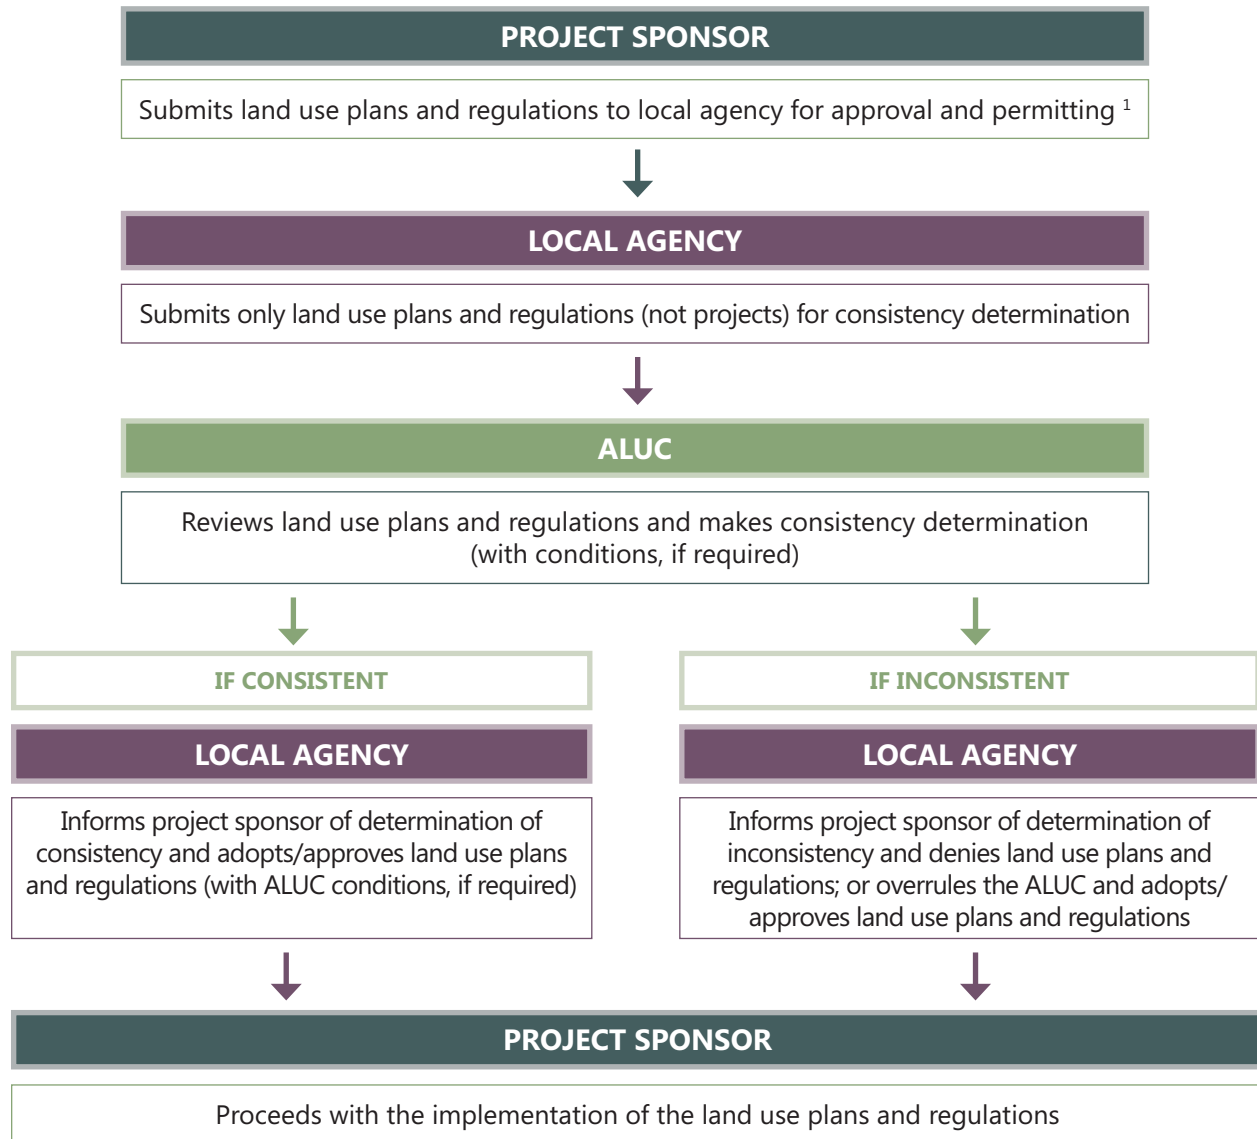 PROJECT SPONSOR
Submits land use plans and regulations to local agency for approval and permitting ¹
LOCAL AGENCY
Submits only land use plans and regulations (not projects) for consistency determination
ALUC
Reviews land use plans and regulations and makes consistency determination
(with conditions, if required)
IF CONSISTENT
LOCAL AGENCY
Informs project sponsor of determination of
consistency and adopts/approves land use plans
and regulations (with ALUC conditions, if required)
IF INCONSISTENT
LOCAL AGENCY
Informs project sponsor of determination of
inconsistency and denies land use plans and
regulations; or overrules the ALUC and adopts/
approves land use plans and regulations
PROJECT SPONSOR
Proceeds with the implementation of the land use plans and regulations